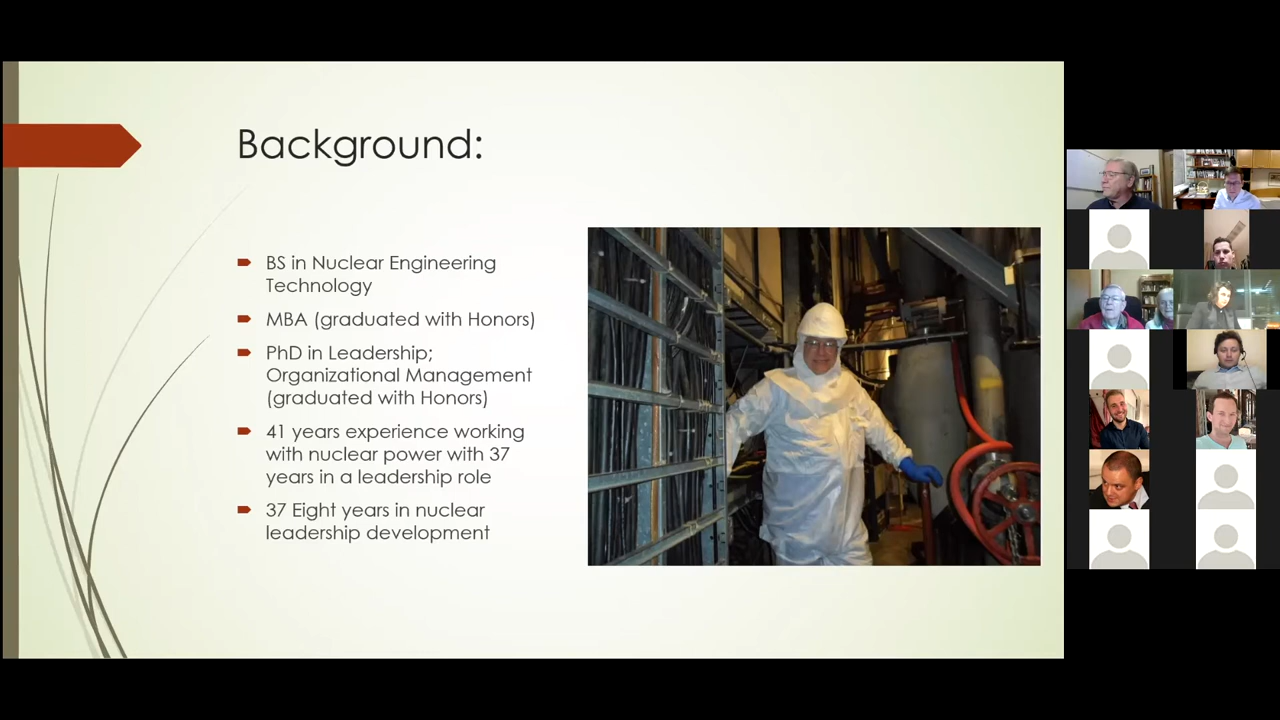 Background:
BS in Nuclear Engineering
Technology
MBA (graduated with Honors)
PhD in Leadership;
Organizational Management
(graduated with Honors)
41 years experience working
with nuclear power with 37
years in a leadership role
37 Eight years in nuclear
leadership development